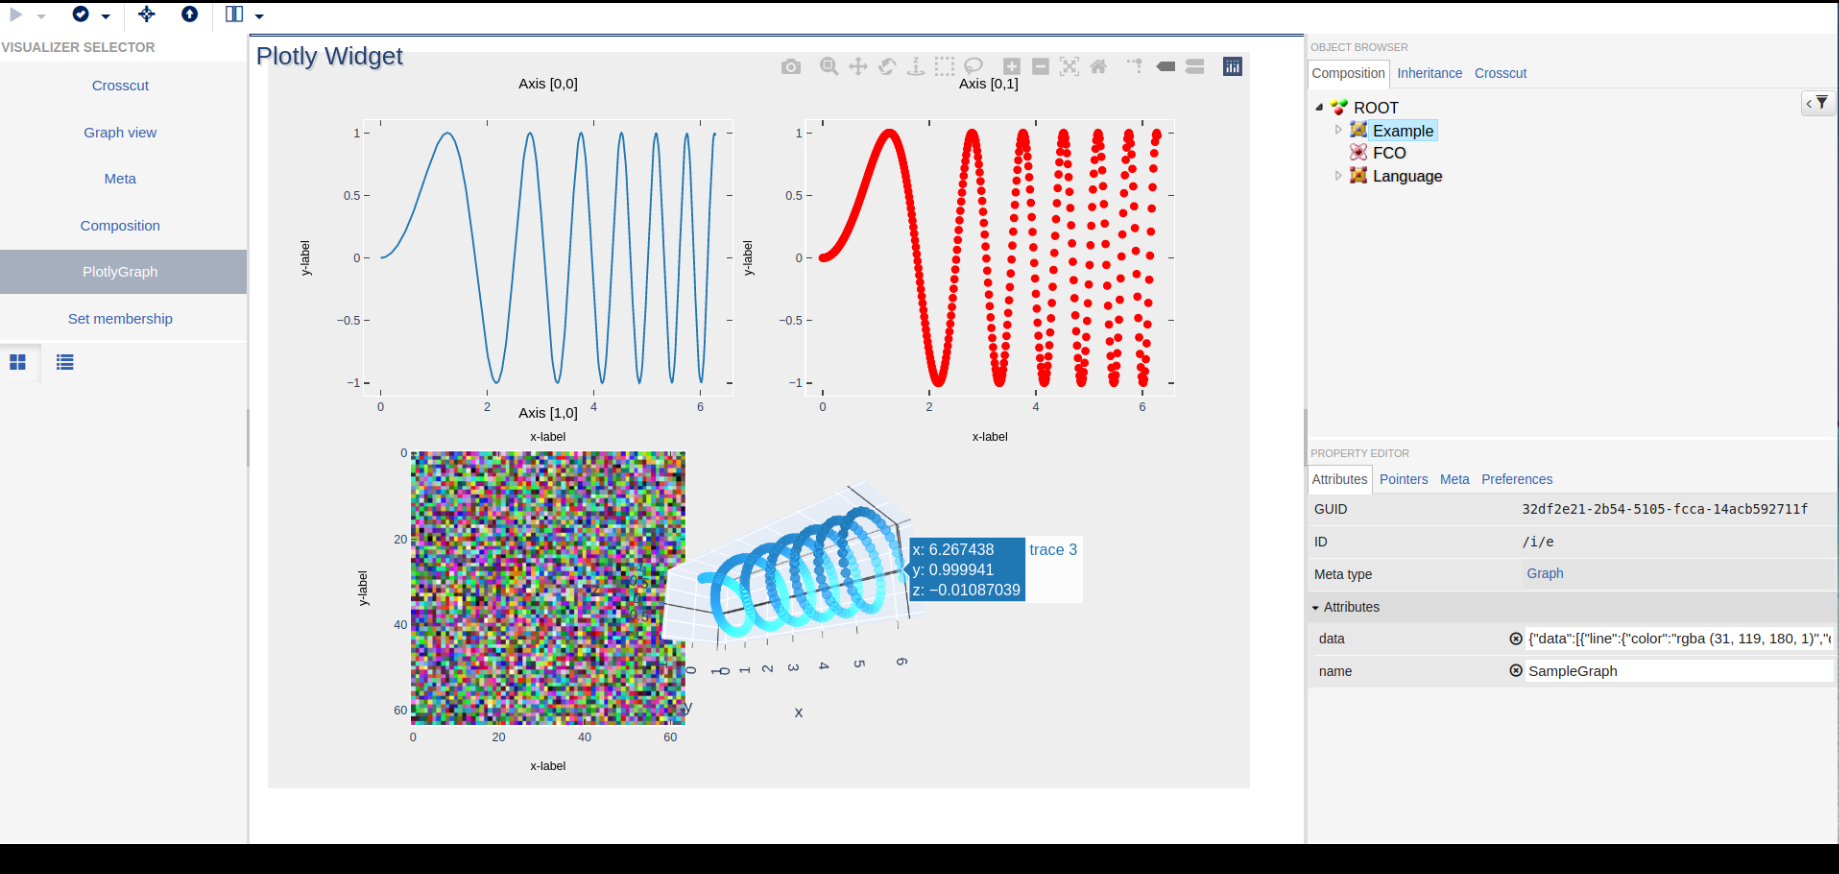 VISUALIZER SELECTOR
Crosscut
Graph view
Meta
Composition
PlotlyGraph
Set membership
Plotly Widget
Axis [0,0]
1
0.5
0
−0.5
−1
y-label
0
2
4
6
x-label
Axis [0,1]
1
0.5
0
−0.5
−1
y-label
0
2
4
6
x-label
Axis [1,0]
0
20
40
60
y-label
0
20
40
60
x-label
x: 6.267438
y: 0.999941
z: −0.01087039
trace 3
0
1
0
1
2
3
4
5
6
y
x
OBJECT BROWSER
Composition
Inheritance
Crosscut
ROOT
Example
FCO
Language
PROPERTY EDITOR
Attributes
Pointers
Meta
Preferences
GUID
32df2e21-2b54-5105-fcca-14acb592711f
ID
/i/e
Meta type
Graph
Attributes
data
{"data":[[{"line":{"color":"rgba (31, 119, 180, 1)","
name
SampleGraph